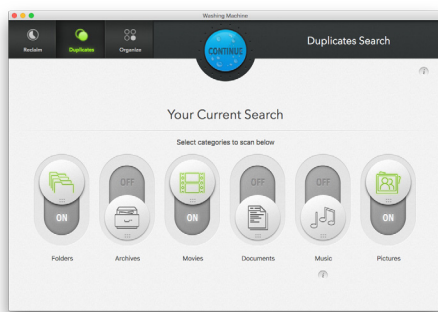 Washing Machine
Reclaim
Duplicates
Organize
CONTINUE
Duplicates Search
Your Current Search
Select categories to scan below
ON OFF ON OFF OFF ON
Folders Archives Movies Documents Music Pictures